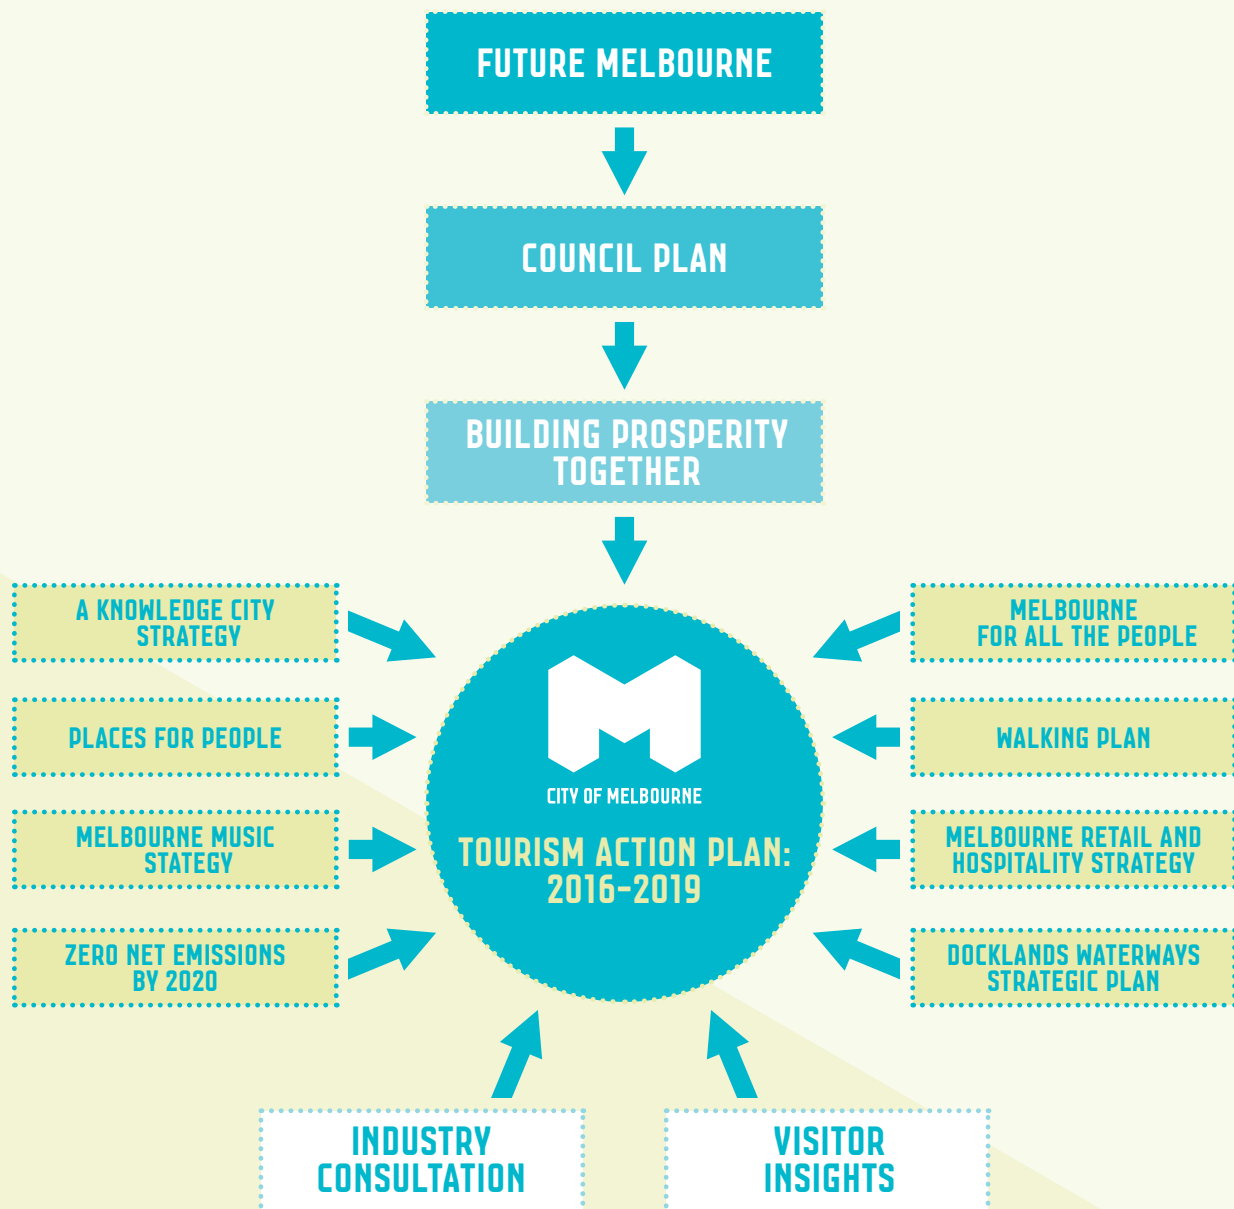 FUTURE MELBOURNE
COUNCIL PLAN
BUILDING PROSPERITY
TOGETHER
A KNOWLEDGE CITY
STRATEGY
PLACES FOR PEOPLE
MELBOURNE MUSIC
STATEGY
ZERO NET EMISSIONS
BY 2020
CITY OF MELBOURNE
TOURISM ACTION PLAN:
2016-2019
MELBOURNE
FOR ALL THE PEOPLE
WALKING PLAN
MELBOURNE RETAIL AND
HOSPITALITY STRATEGY
DOCKLANDS WATERWAYS
STRATEGIC PLAN
INDUSTRY
CONSULTATION
VISITOR
INSIGHTS